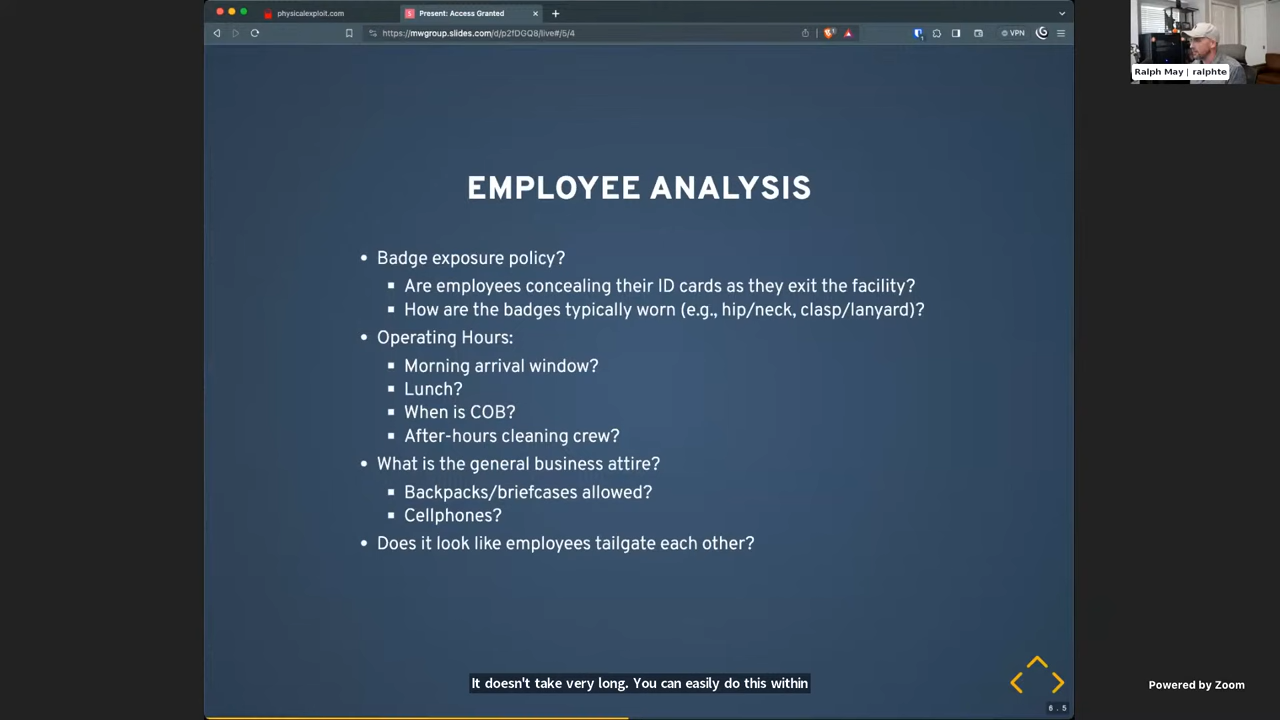 physicalexploit.com
Present: Access Granted
https://mwgroup.slides.com/d/p2fDGQ8/live#/5/4
VPN
Ralph May | ralphte
EMPLOYEE ANALYSIS
• Badge exposure policy?
▪ Are employees concealing their ID cards as they exit the facility?
▪ How are the badges typically worn (e.g., hip/neck, clasp/lanyard)?
• Operating Hours:
▪ Morning arrival window?
▪ Lunch?
▪ When is COB?
▪ After-hours cleaning crew?
• What is the general business attire?
▪ Backpacks/briefcases allowed?
▪ Cellphones?
• Does it look like employees tailgate each other?
It doesn't take very long. You can easily do this within
Powered by Zoom
6.5